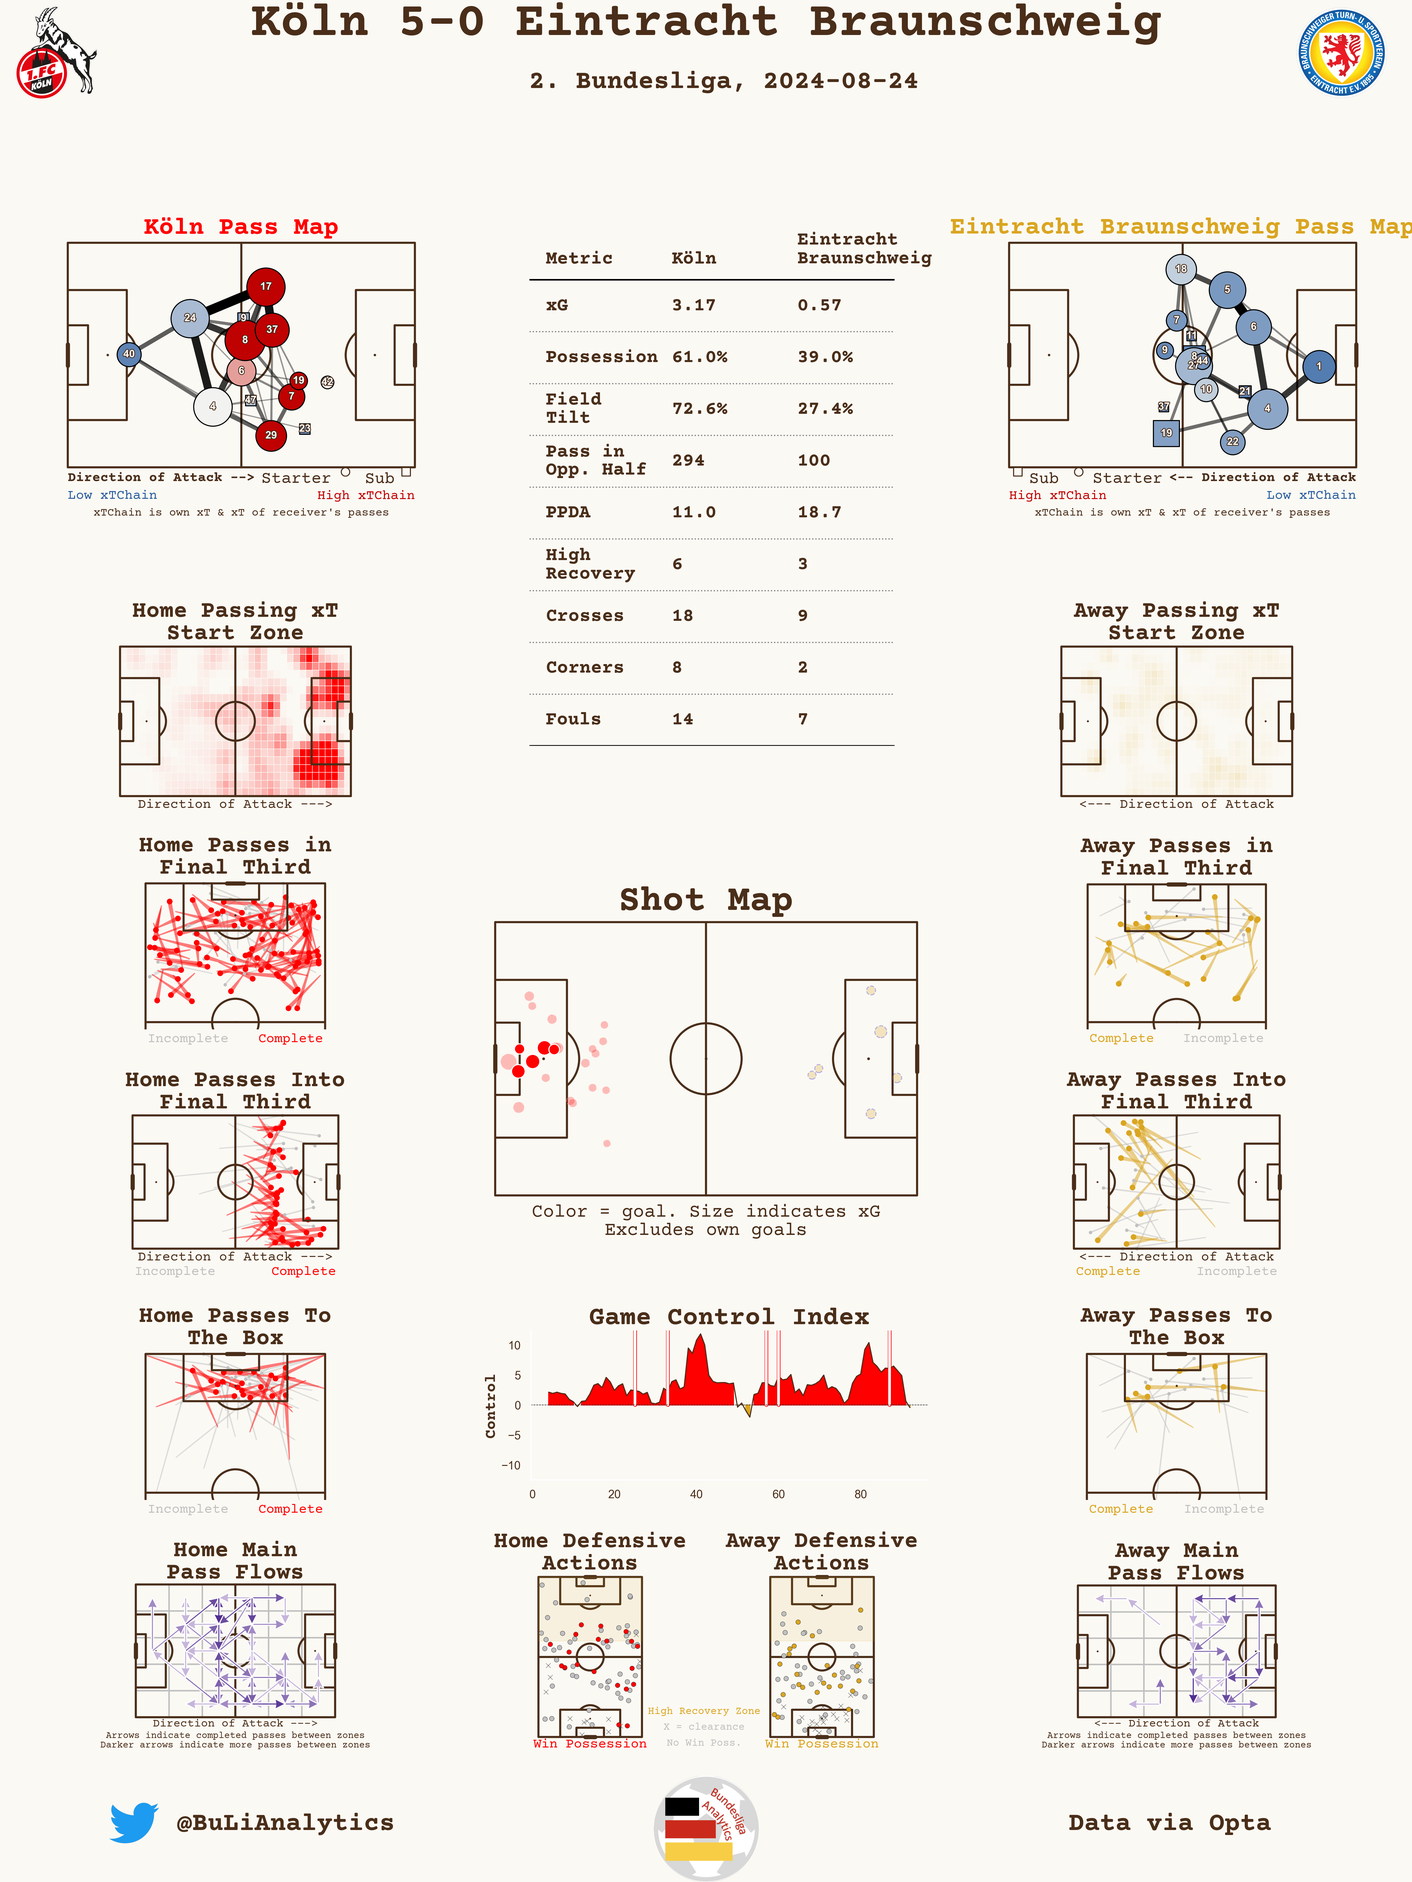 Köln 5-0 Eintracht Braunschweig
2. Bundesliga, 2024-08-24
1.FC
KÖLN
BRAUNSCHWEIGER TURN- U. SPORTVEREIN
EINTRACHT E.V. 1895
Köln Pass Map
17
24
9
37
8
40
6
19
42
7
47
4
29
23
Direction of Attack --> Starter Sub
Low xTChain High xTChain
xTChain is own xT & xT of receiver's passes
Metric Köln Eintracht Braunschweig
xG 3.17 0.57
Possession 61.0% 39.0%
Field Tilt 72.6% 27.4%
Pass in Opp. Half 294 100
PPDA 11.0 18.7
High Recovery 6 3
Crosses 18 9
Corners 8 2
Fouls 14 7
Eintracht Braunschweig Pass Map
18
5
7
6
11
9
8
44
27
1
10
21
37
4
19
22
Sub Starter <-- Direction of Attack
High xTChain Low xTChain
xTChain is own xT & xT of receiver's passes
Home Passing xT
Start Zone
Direction of Attack --->
Away Passing xT
Start Zone
<--- Direction of Attack
Home Passes in
Final Third
Incomplete Complete
Away Passes in
Final Third
Complete Incomplete
Shot Map
Color = goal. Size indicates xG
Excludes own goals
Home Passes Into
Final Third
Direction of Attack --->
Incomplete Complete
Away Passes Into
Final Third
<--- Direction of Attack
Complete Incomplete
Home Passes To
The Box
Incomplete Complete
Game Control Index
Control
10
5
0
−5
−10
0 20 40 60 80
Away Passes To
The Box
Complete Incomplete
Home Main
Pass Flows
Direction of Attack --->
Arrows indicate completed passes between zones
Darker arrows indicate more passes between zones
Home Defensive
Actions
Win Possession
High Recovery Zone
X = clearance
No Win Poss.
Away Defensive
Actions
Win Possession
Away Main
Pass Flows
<--- Direction of Attack
Arrows indicate completed passes between zones
Darker arrows indicate more passes between zones
@BuLiAnalytics
Bundesliga
Analytics
Data via Opta